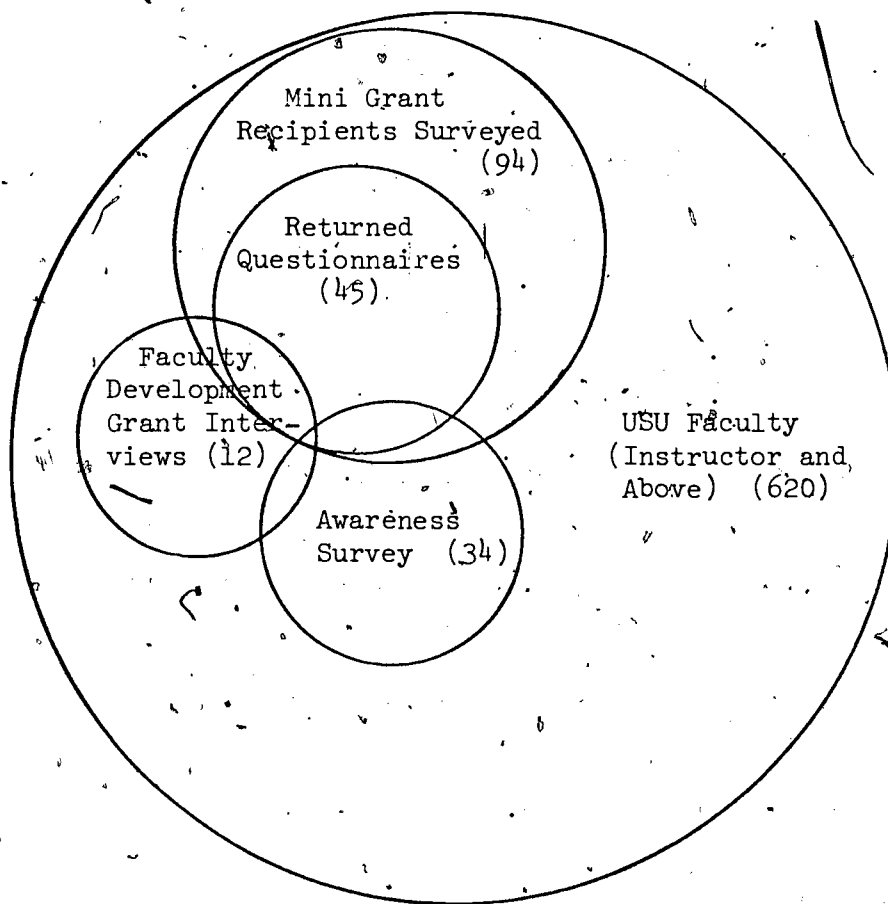 Mini Grant
Recipients Surveyed
(94)
Returned
Questionnaires
(45)
Faculty
Development
Grant Inter-
views (12)
USU Faculty
(Instructor and
Above) (620)
Awareness
Survey (34)